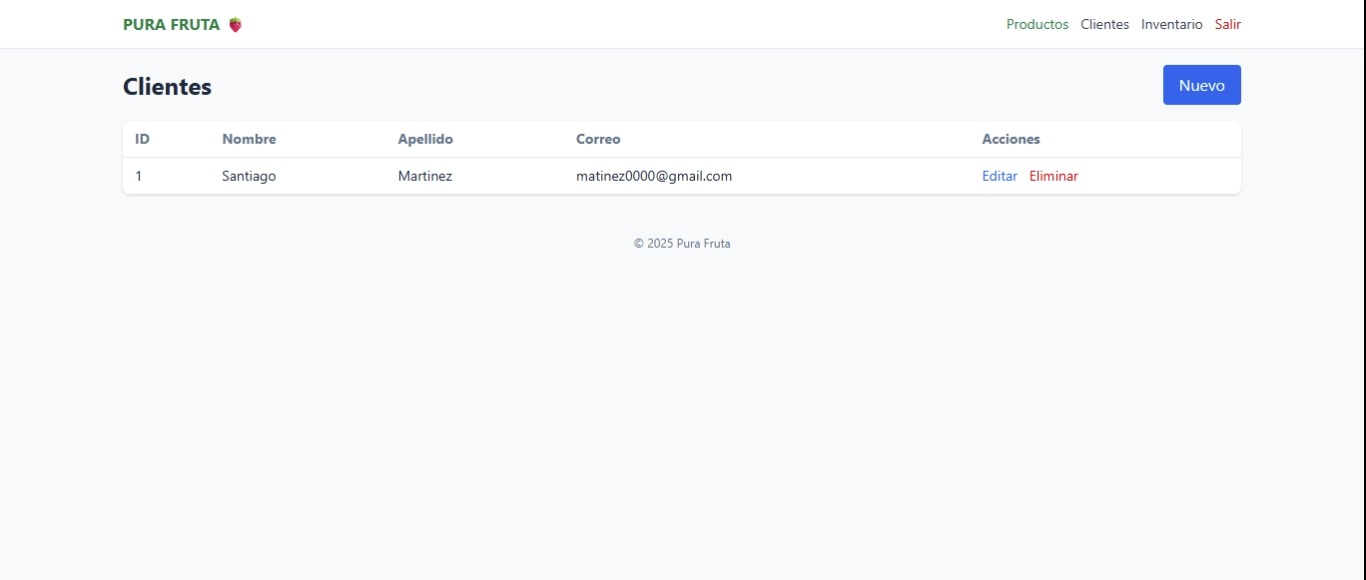 PURA FRUTA 🍓 Productos Clientes Inventario Salir
Clientes Nuevo
ID Nombre Apellido Correo Acciones
1 Santiago Martinez matinez0000@gmail.com Editar Eliminar
© 2025 Pura Fruta